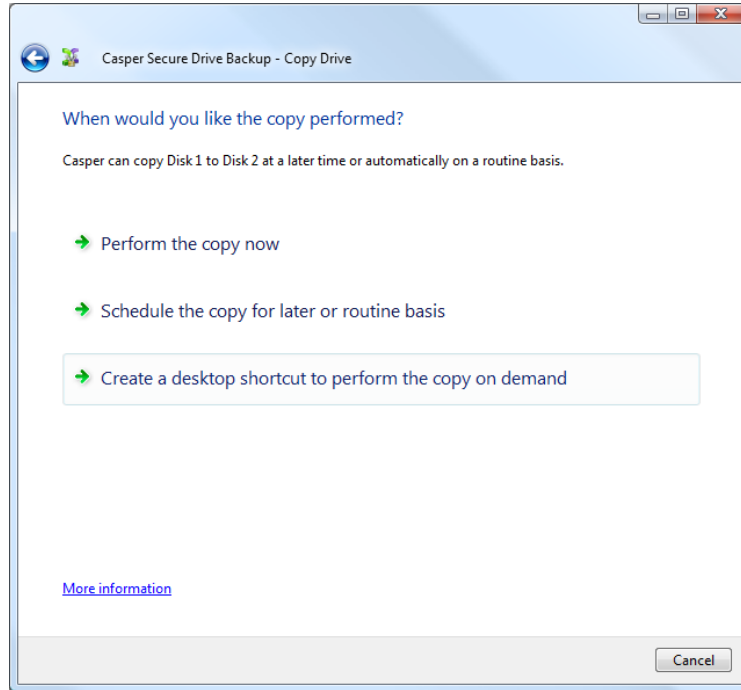 Casper Secure Drive Backup - Copy Drive
When would you like the copy performed?
Casper can copy Disk 1 to Disk 2 at a later time or automatically on a routine basis.
Perform the copy now
Schedule the copy for later or routine basis
Create a desktop shortcut to perform the copy on demand
More information
Cancel